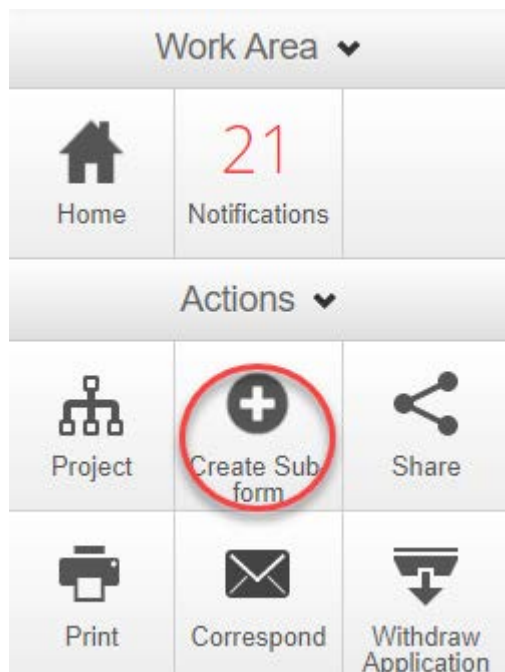 Work Area
21
Home Notifications
Actions
Project Create Sub form Share
Print Correspond Withdraw Application